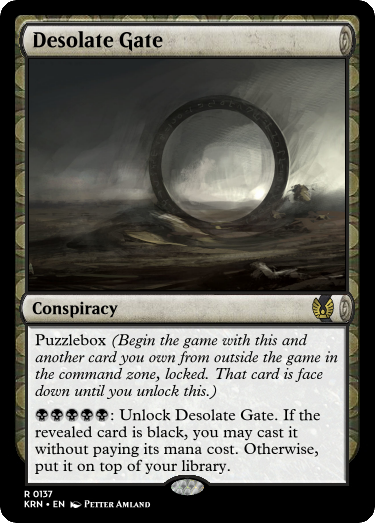 Desolate Gate
Conspiracy
Puzzlebox (Begin the game with this and
another card you own from outside the game in
the command zone, locked. That card is face
down until you unlock this.)
: Unlock Desolate Gate. If the
revealed card is black, you may cast it
without paying its mana cost. Otherwise,
put it on top of your library.
R 0137
KRN • EN PETTER AMLAND